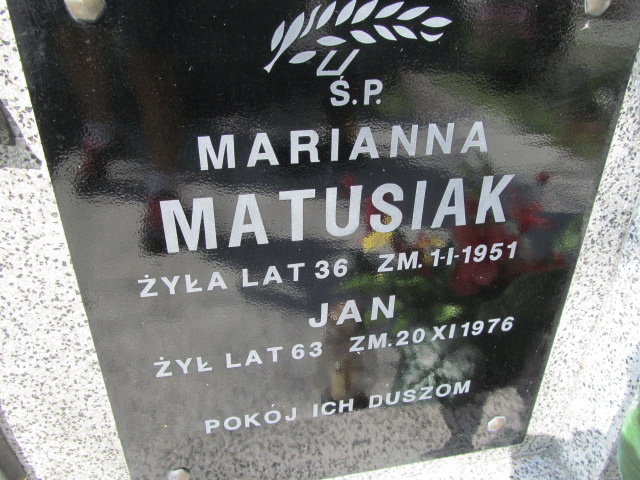 Ś.P.
MARIANNA
MATUSIAK
ŻYŁA LAT 36 ZM. 1-I-1951
JAN
ŻYŁ LAT 63 ZM. 20 XI 1976
POKÓJ ICH DUSZOM